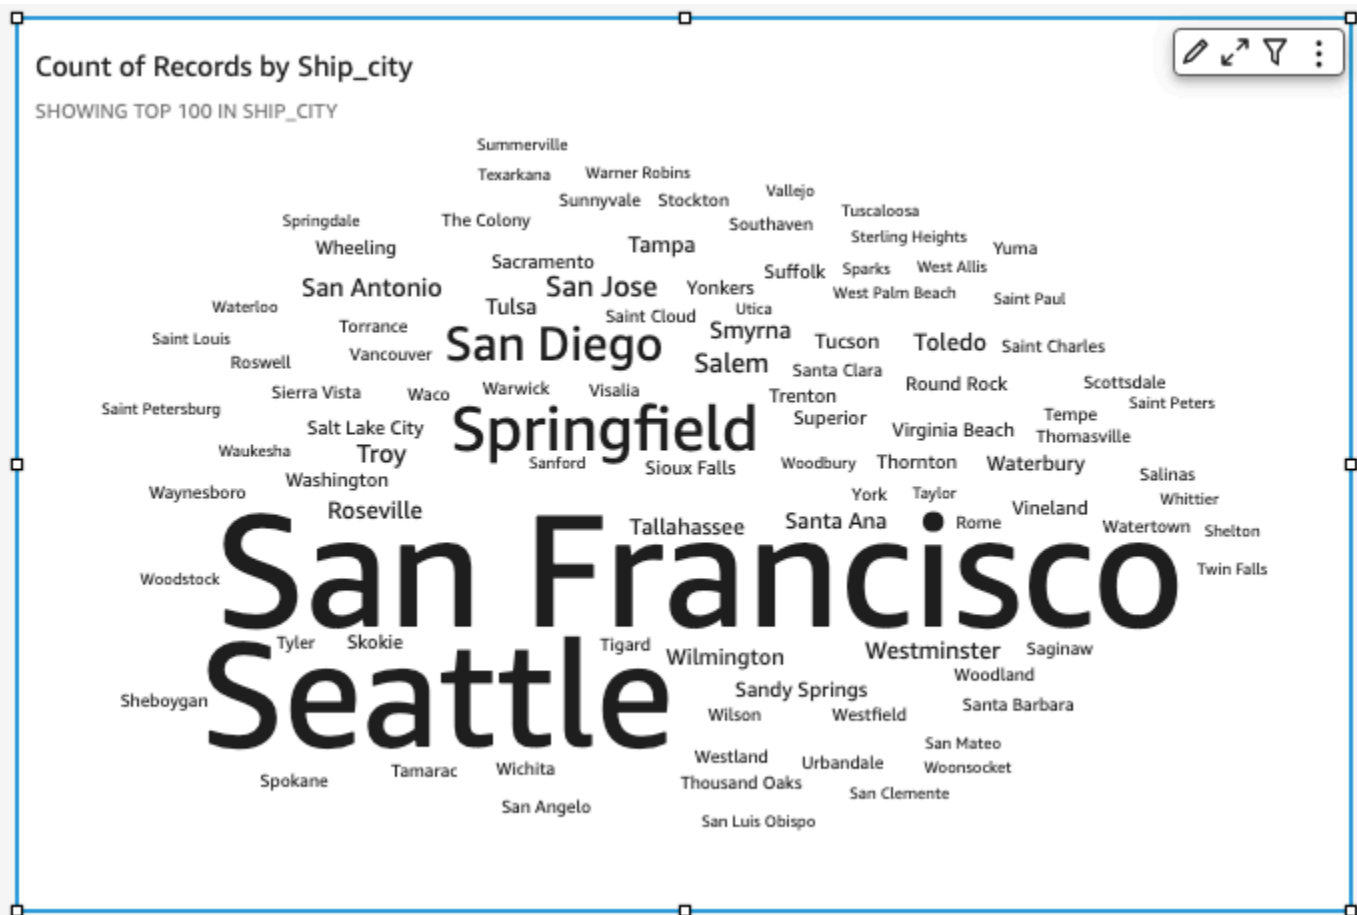 Count of Records by Ship_city
SHOWING TOP 100 IN SHIP_CITY
Summerville
Texarkana
Warner Robins
Vallejo
Sunnyvale
Stockton
Tuscaloosa
Springdale
The Colony
Southaven
Sterling Heights
Wheeling
Tampa
Yuma
Sacramento
Suffolk
Sparks
West Allis
San Antonio
San Jose
Yonkers
West Palm Beach
Saint Paul
Waterloo
Tulsa
Saint Cloud
Utica
Torrance
Smyrna
Saint Louis
San Diego
Tucson
Toledo
Saint Charles
Roswell
Vancouver
Salem
Santa Clara
Round Rock
Scottsdale
Sierra Vista
Waco
Warwick
Visalia
Trenton
Saint Peters
Saint Petersburg
Springfield
Superior
Tempe
Salt Lake City
Virginia Beach
Thomasville
Waukesha
Troy
Sanford
Sioux Falls
Woodbury
Thornton
Waterbury
Salinas
Washington
Waynesboro
York
Taylor
Whittier
Roseville
Vineland
Tallahassee
Santa Ana
Rome
Watertown
Shelton
San Francisco
Woodstock
Twin Falls
Tyler
Skokie
Tigard
Wilmington
Westminster
Saginaw
Seattle
Woodland
Sheboygan
Sandy Springs
Santa Barbara
Wilson
Westfield
San Mateo
Westland
Urbandale
Woonsocket
Spokane
Tamarac
Wichita
Thousand Oaks
San Clemente
San Angelo
San Luis Obispo